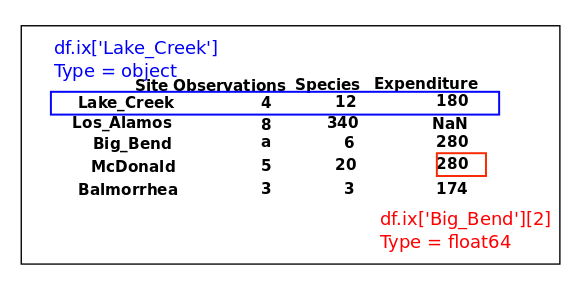 df.ix['Lake_Creek']
Type = object
Site Observations Species Expenditure
Lake_Creek 4 12 180
Los_Alamos 8 340 NaN
Big_Bend a 6 280
McDonald 5 20 280
Balmorrhea 3 3 174
df.ix['Big_Bend'][2]
Type = float64